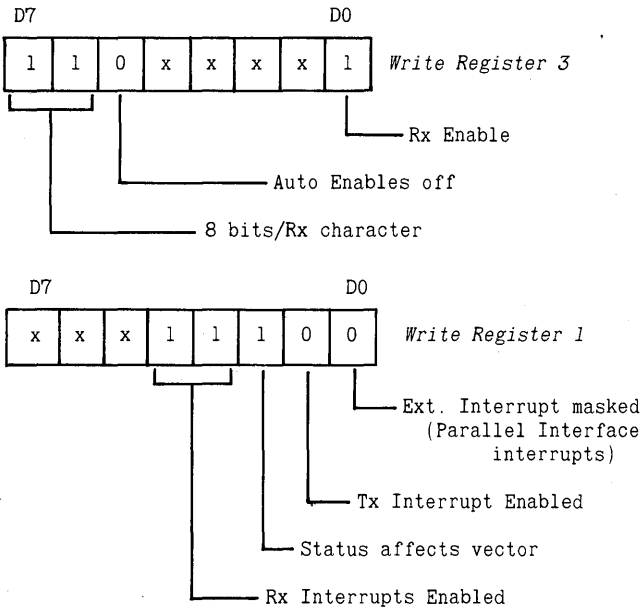 D7 D0
1 1 0 x x x x 1 Write Register 3
Rx Enable
Auto Enables off
8 bits/Rx character
D7 D0
x x x 1 1 1 0 0 Write Register 1
Ext. Interrupt masked
(Parallel Interface
interrupts)
Tx Interrupt Enabled
Status affects vector
Rx Interrupts Enabled